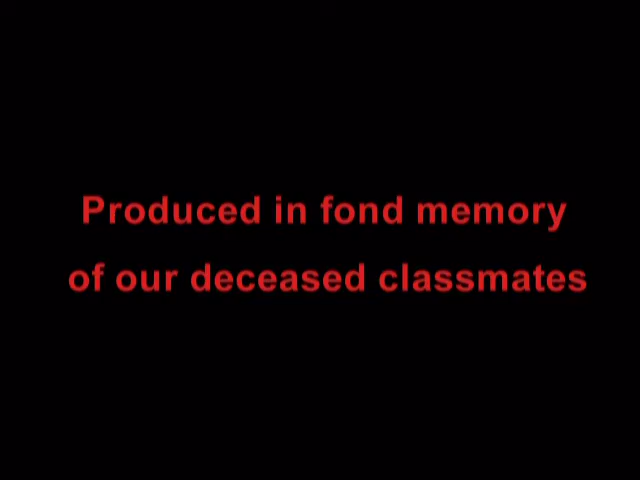 Produced in fond memory
of our deceased classmates